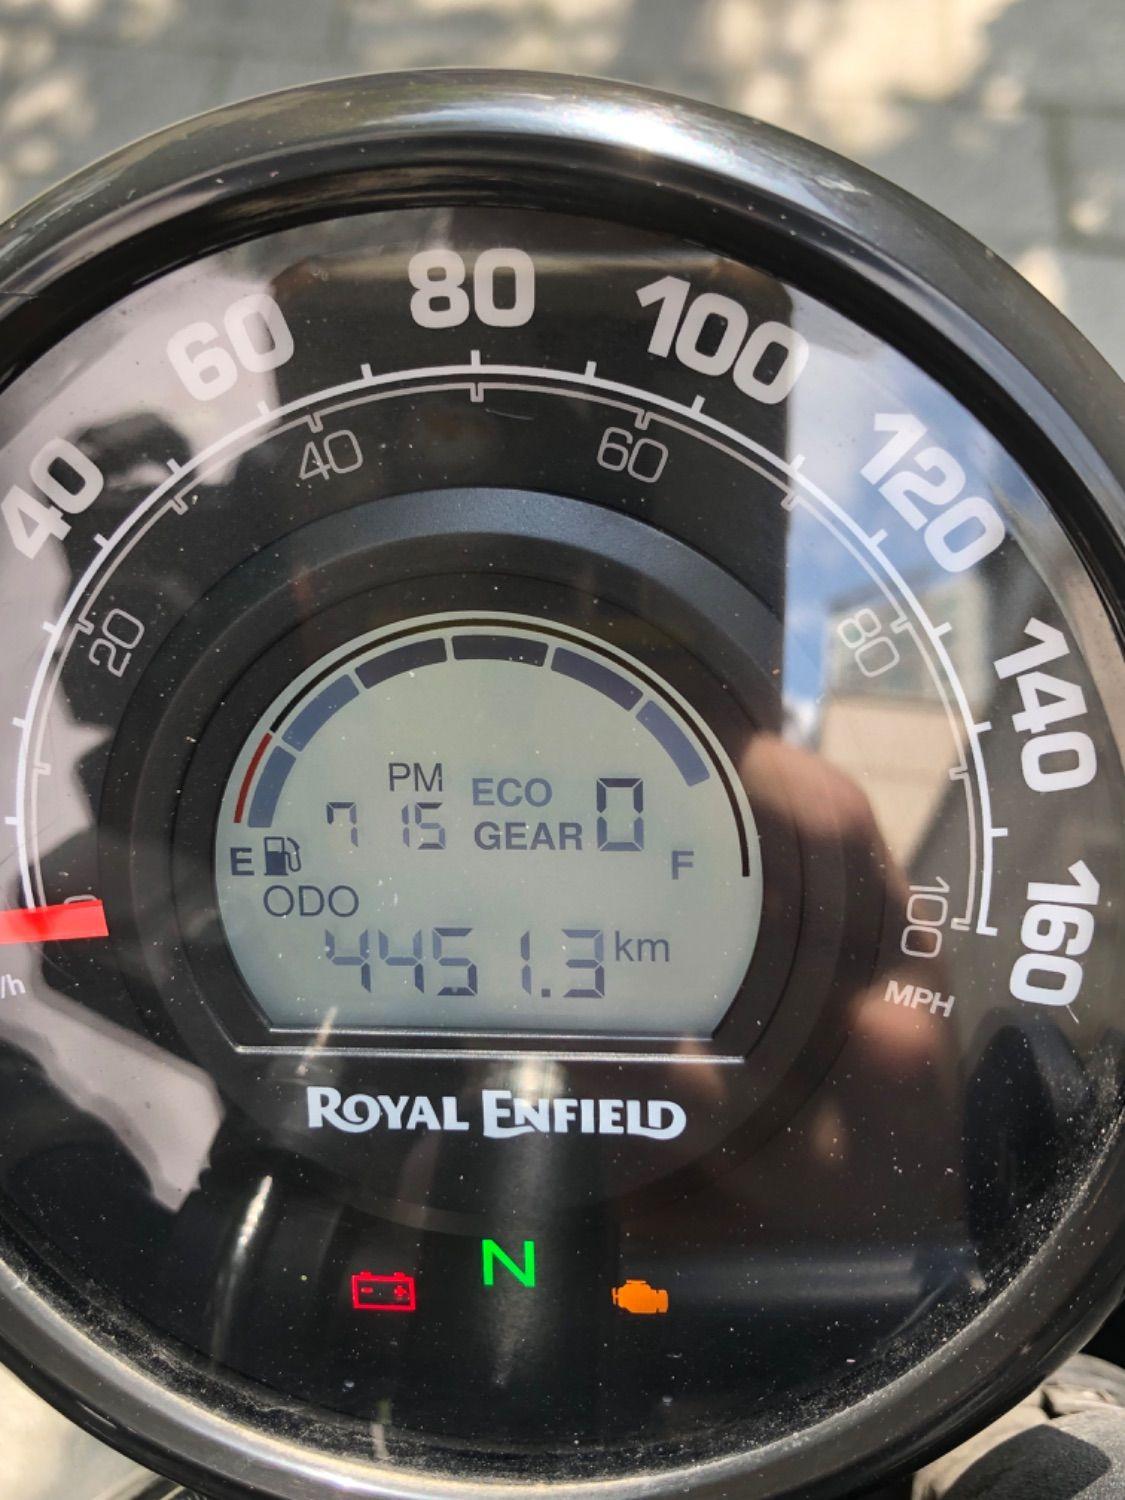 80
60 100
40 120
40 60
20 80
140
PM ECO 0
7 15 GEAR
E F
ODO
4451.3 km
160
100
MPH
/h
ROYAL ENFIELD
N